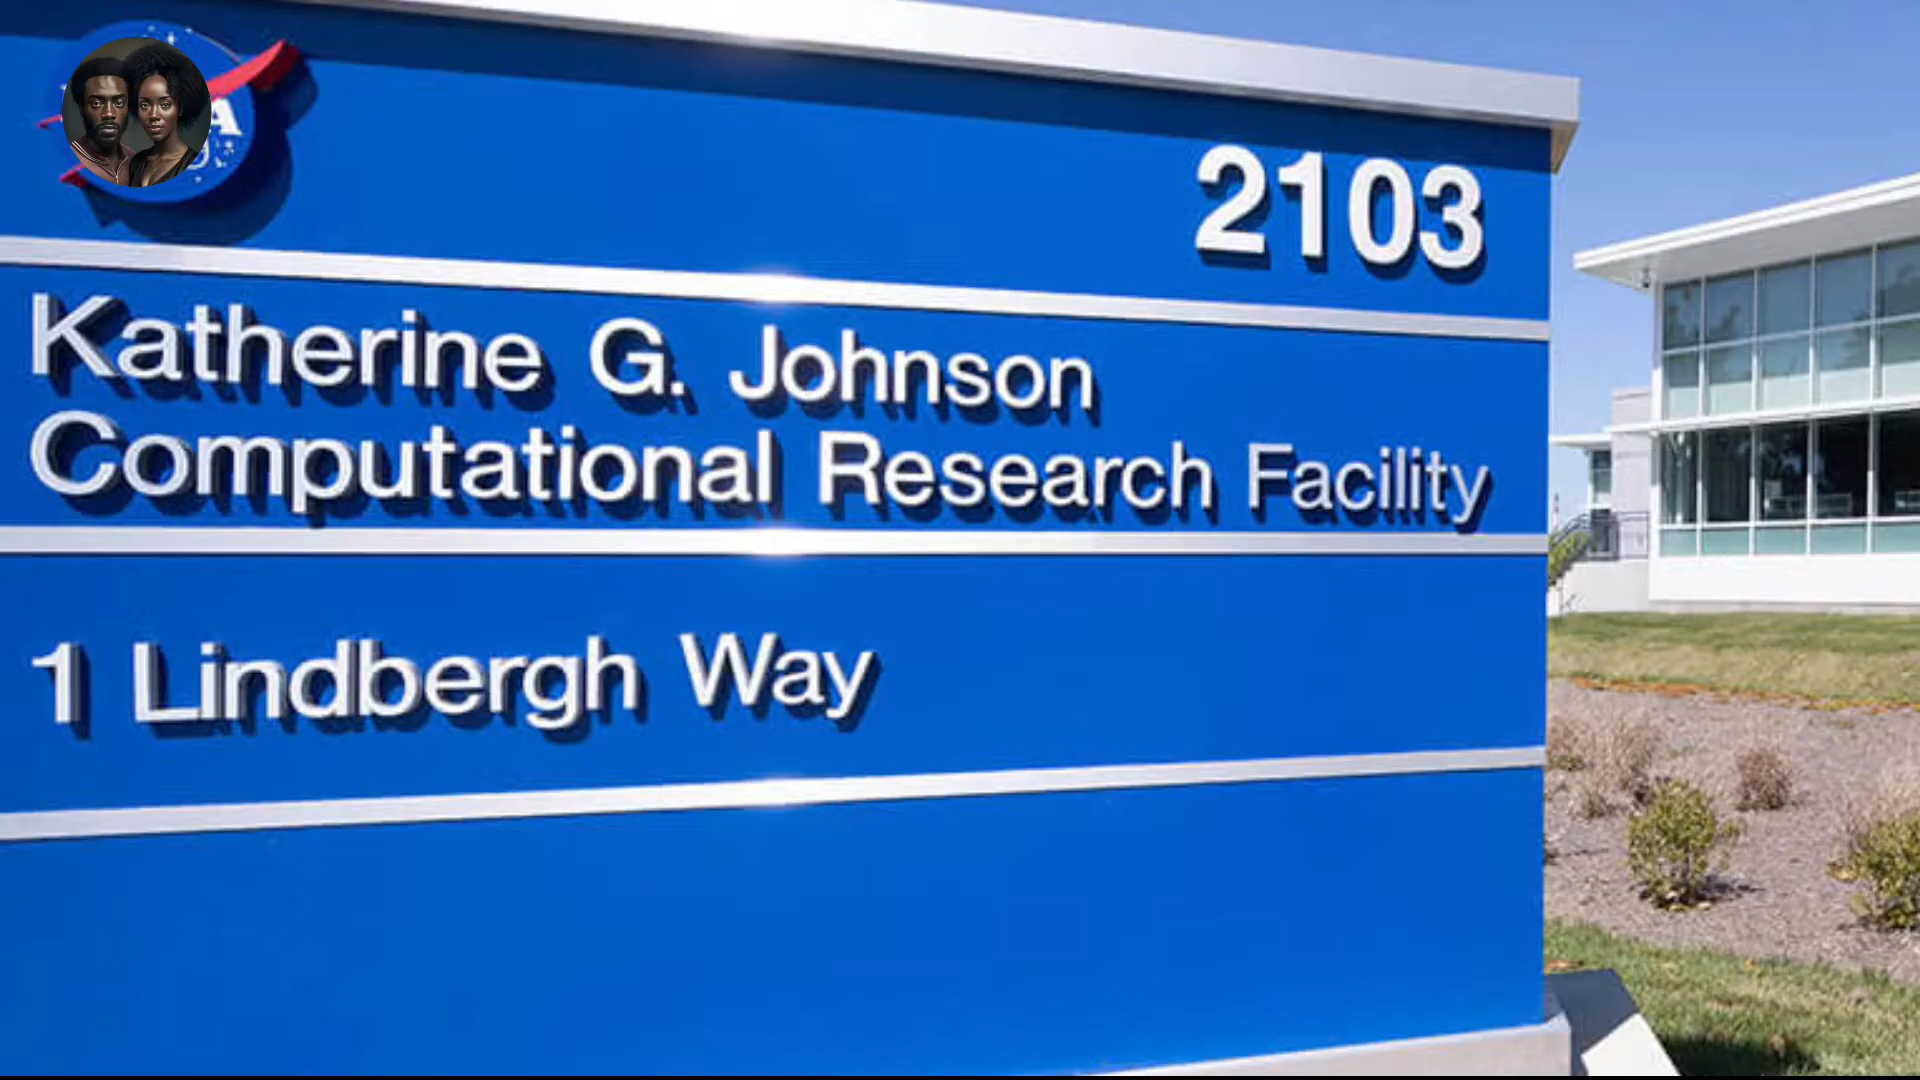 2103
Katherine G. Johnson
Computational Research Facility
1 Lindbergh Way